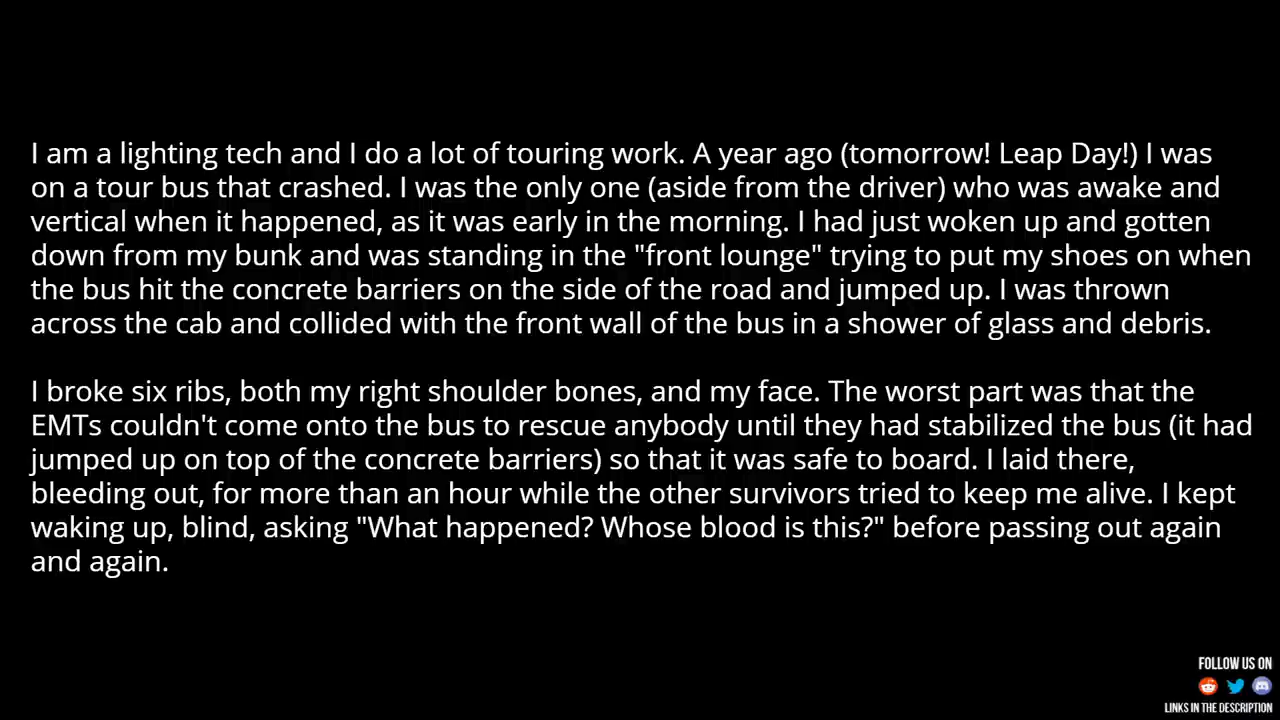 I am a lighting tech and I do a lot of touring work. A year ago (tomorrow! Leap Day!) I was
on a tour bus that crashed. I was the only one (aside from the driver) who was awake and
vertical when it happened, as it was early in the morning. I had just woken up and gotten
down from my bunk and was standing in the "front lounge" trying to put my shoes on when
the bus hit the concrete barriers on the side of the road and jumped up. I was thrown
across the cab and collided with the front wall of the bus in a shower of glass and debris.
I broke six ribs, both my right shoulder bones, and my face. The worst part was that the
EMTs couldn't come onto the bus to rescue anybody until they had stabilized the bus (it had
jumped up on top of the concrete barriers) so that it was safe to board. I laid there,
bleeding out, for more than an hour while the other survivors tried to keep me alive. I kept
waking up, blind, asking "What happened? Whose blood is this?" before passing out again
and again.
FOLLOW US ON
LINKS IN THE DESCRIPTION